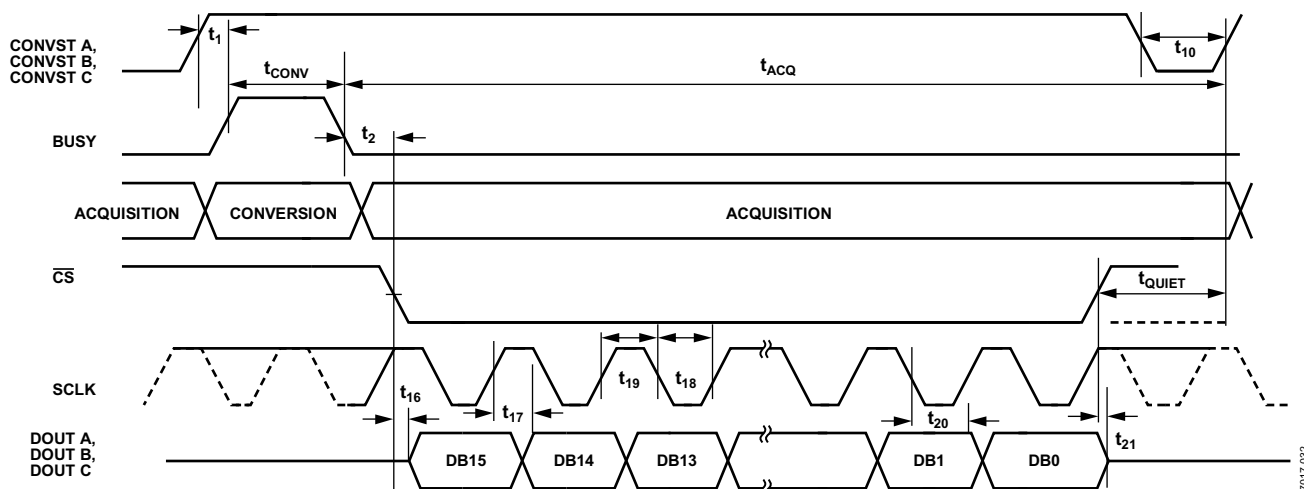 CONVST A,
CONVST B,
CONVST C
t1
tCONV
tACQ
t10
BUSY
t2
ACQUISITION
CONVERSION
ACQUISITION
CS
tQUIET
SCLK
t16
t17
t19
t18
t20
t21
DOUT A,
DOUT B,
DOUT C
DB15
DB14
DB13
DB1
DB0